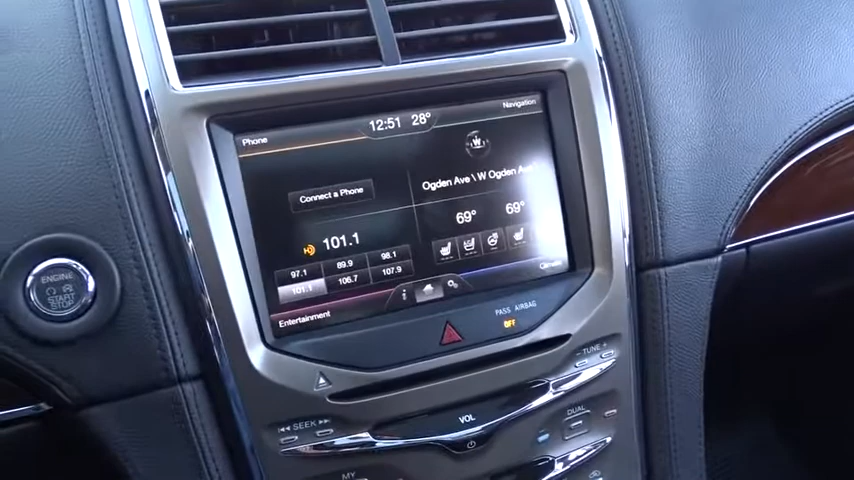 12:51 28°
Phone
Navigation
Connect a Phone
Ogden Ave \ W Ogden Ave
69° 69°
101.1
97.1 89.9 98.1
101.1 106.7 107.9
Entertainment
Climate
i
PASS AIRBAG
OFF
ENGINE
START
STOP
- TUNE +
SEEK
VOL
DUAL
MY